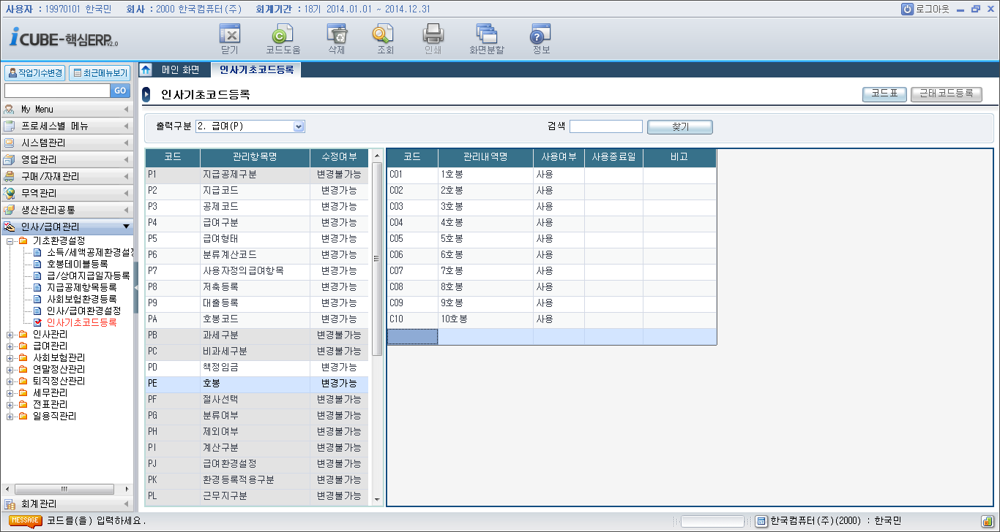 사용자 : 19970101 한국민 회사 : 2000 한국컴퓨터(주) 회계기간 : 18기 2014.01.01 ~ 2014.12.31 로그아웃
iCUBE-핵심ERP v2.0
닫기 코드도움 삭제 조회 인쇄 화면분할 정보
작업기수변경 최근메뉴보기
GO
My Menu
프로세스별 메뉴
시스템관리
영업관리
구매/자재관리
무역관리
생산관리공통
인사/급여관리
기초환경설정
소득/세액공제환경설정
호봉테이블등록
급/상여지급일자등록
지급공제항목등록
사회보험환경등록
인사/급여환경설정
인사기초코드등록
인사관리
급여관리
사회보험관리
연말정산관리
퇴직정산관리
세무관리
전표관리
일용직관리
회계관리
메인 화면 인사기초코드등록
인사기초코드등록 코드표 근태코드등록
출력구분 2. 급여(P) 검색 찾기
코드 관리항목명 수정여부
P1 지급공제구분 변경불가능
P2 지급코드 변경가능
P3 공제코드 변경가능
P4 급여구분 변경가능
P5 급여형태 변경가능
P6 분류계산코드 변경가능
P7 사용자정의급여항목 변경가능
P8 저축등록 변경가능
P9 대출등록 변경가능
PA 호봉코드 변경가능
PB 과세구분 변경불가능
PC 비과세구분 변경불가능
PD 책정임금 변경가능
PE 호봉 변경가능
PF 절사선택 변경불가능
PG 분류여부 변경불가능
PH 제외여부 변경불가능
PI 계산구분 변경불가능
PJ 급여환경설정 변경불가능
PK 환경등록적용구분 변경불가능
PL 근무지구분 변경불가능
코드 관리내역명 사용여부 사용종료일 비고
C01 1호봉 사용
C02 2호봉 사용
C03 3호봉 사용
C04 4호봉 사용
C05 5호봉 사용
C06 6호봉 사용
C07 7호봉 사용
C08 8호봉 사용
C09 9호봉 사용
C10 10호봉 사용
MESSAGE 코드를(을) 입력하세요. 한국컴퓨터(주)(2000) : 한국민